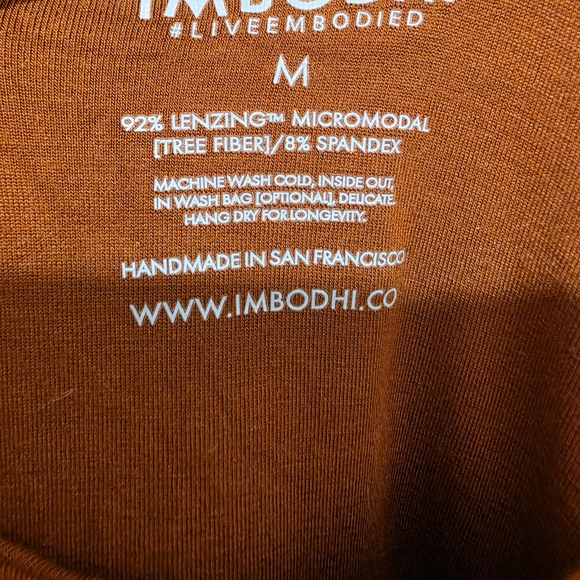 IMBODHI
#LIVEEMBODIED
M
92% LENZING™ MICROMODAL
[TREE FIBER]/8% SPANDEX
MACHINE WASH COLD, INSIDE OUT,
IN WASH BAG [OPTIONAL], DELICATE.
HANG DRY FOR LONGEVITY.
HANDMADE IN SAN FRANCISCO
WWW.IMBODHI.CO